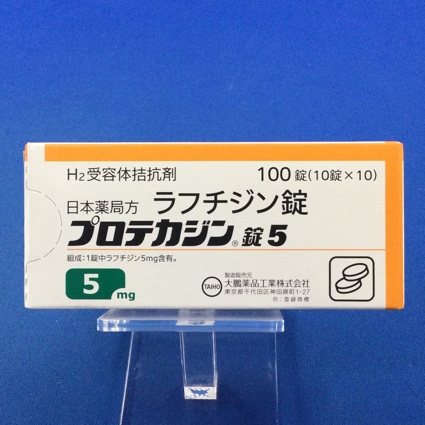 H2受容体拮抗剤
100錠(10錠×10)
日本薬局方 ラフチジン錠
プロテカジン®錠5
組成:1錠中ラフチジン5mg含有。
5mg
TAIHO
製造販売元
大鵬薬品工業株式会社
東京都千代田区神田錦町1-27
®:登録商標